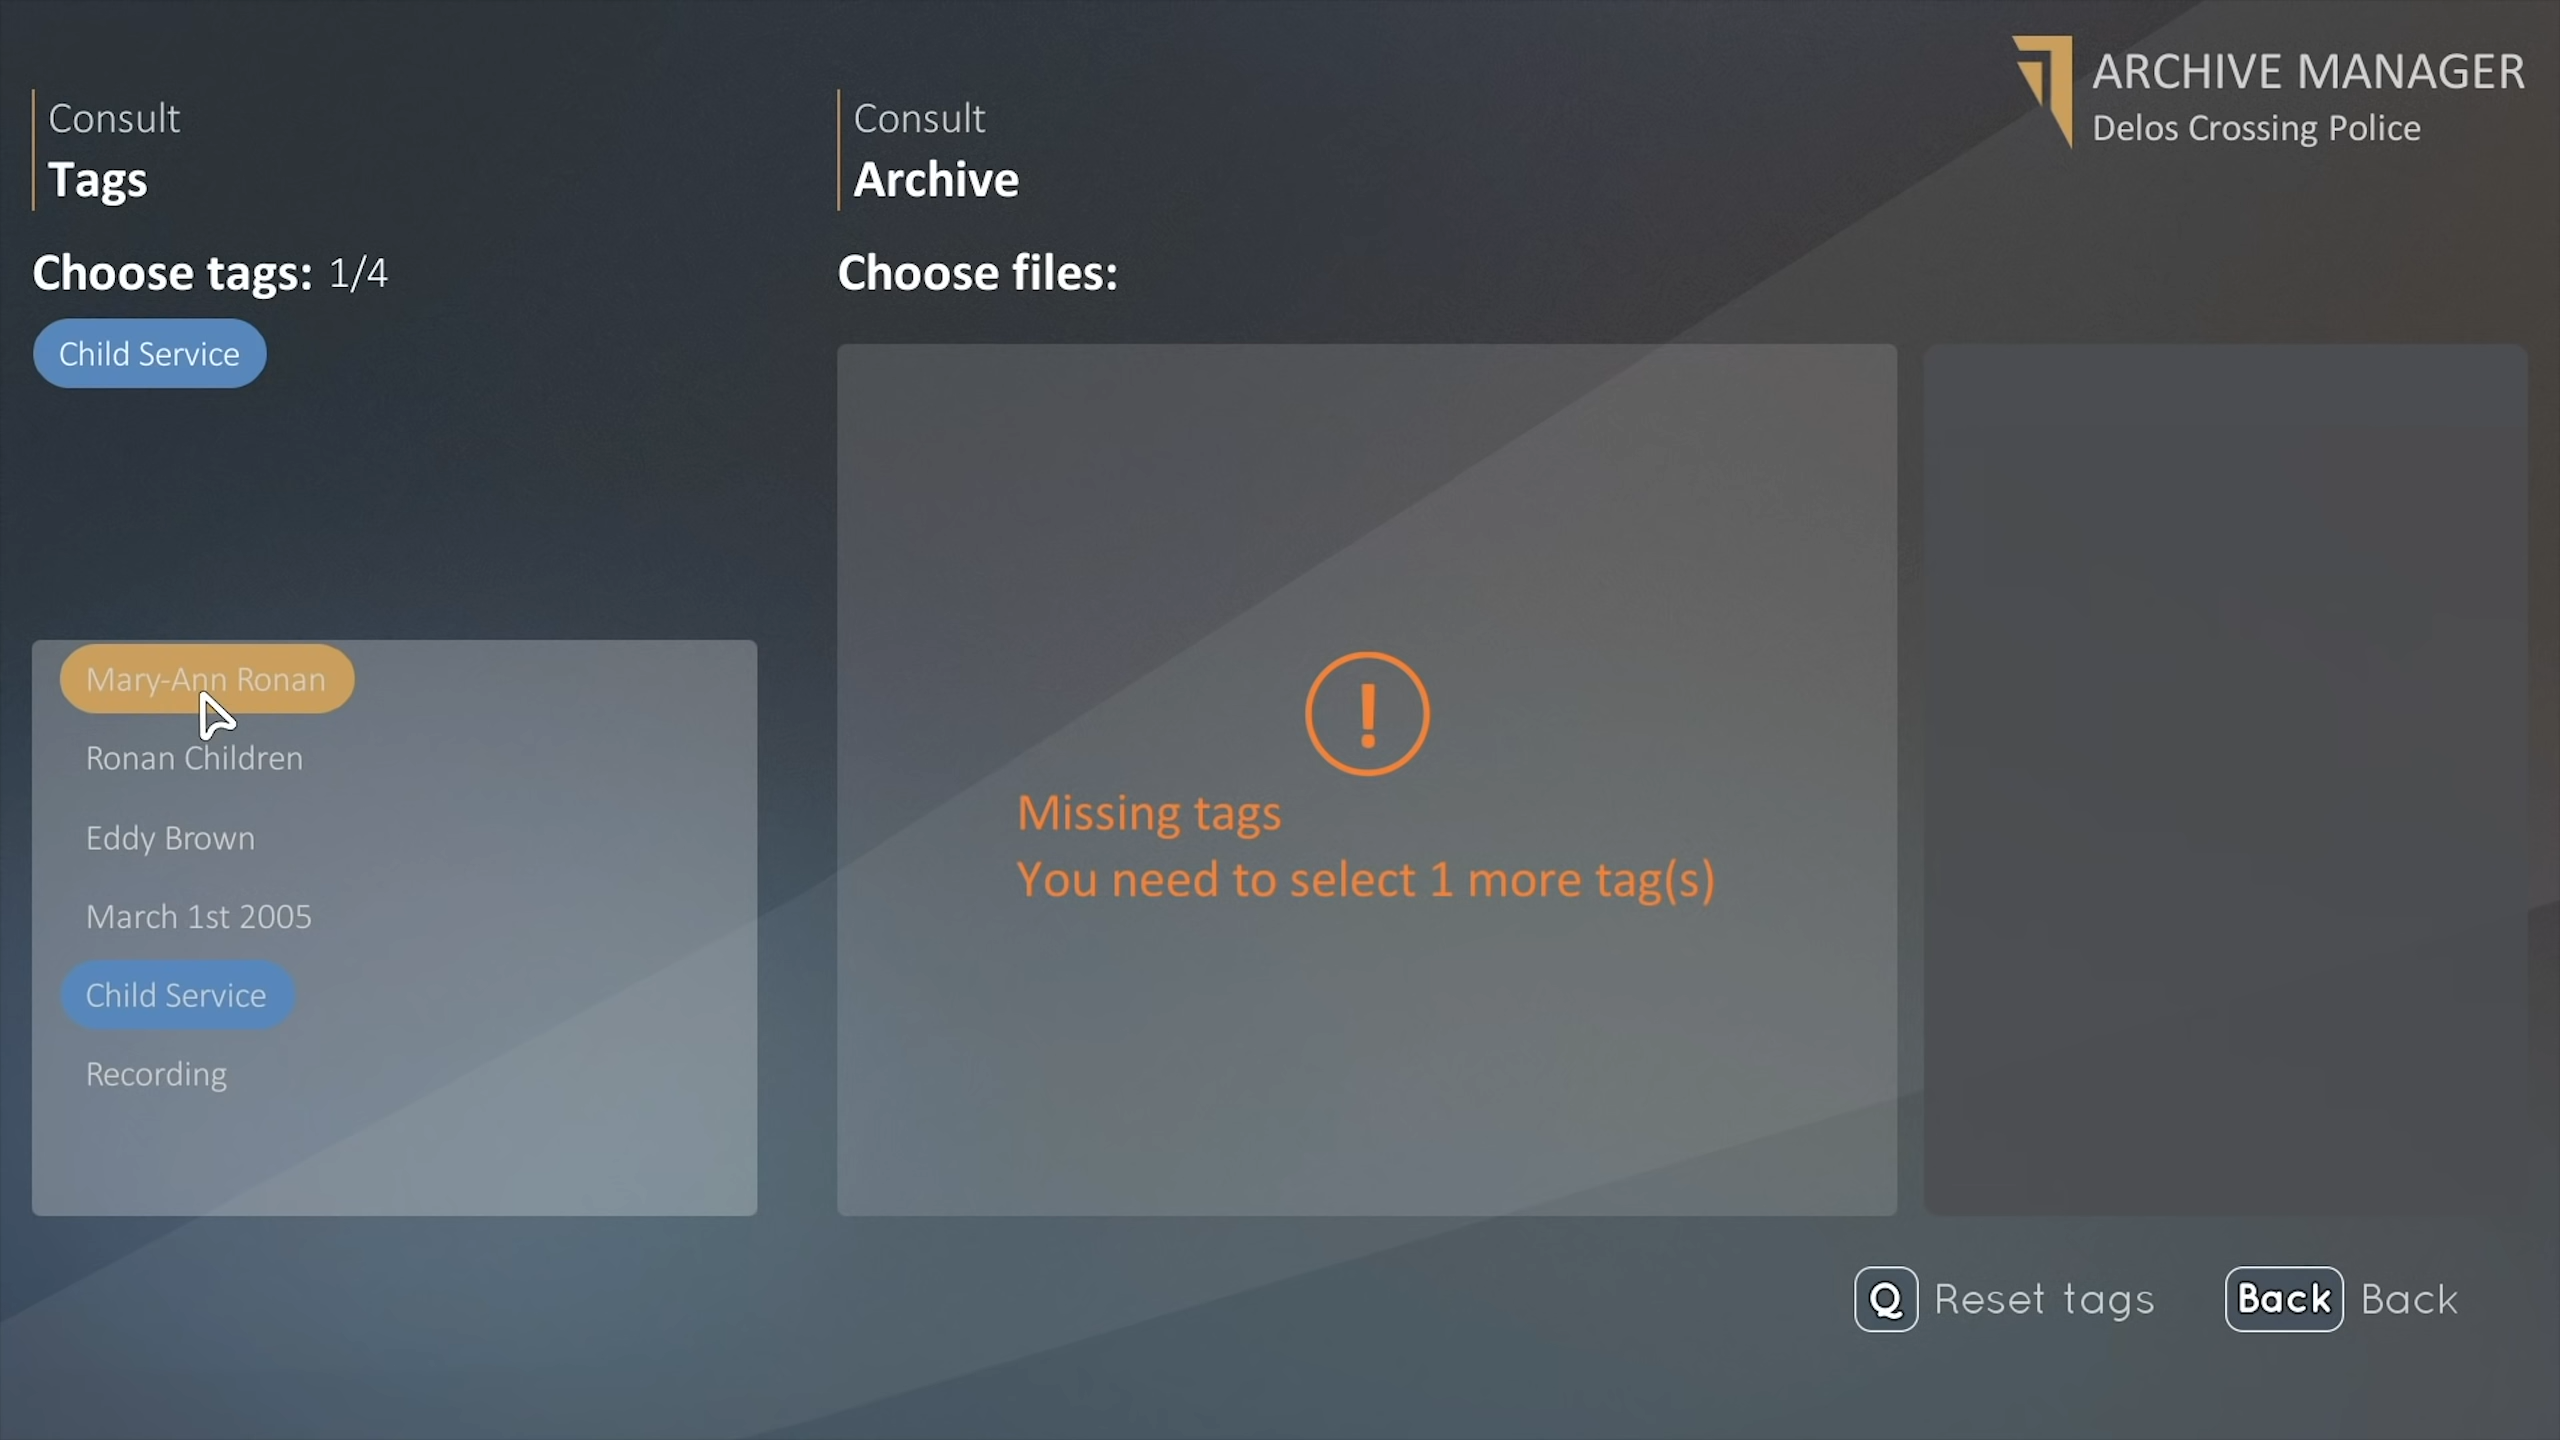 ARCHIVE MANAGER
Delos Crossing Police
Consult
Tags
Choose tags: 1/4
Child Service
Mary-Ann Ronan
Ronan Children
Eddy Brown
March 1st 2005
Child Service
Recording
Consult
Archive
Choose files:
!
Missing tags
You need to select 1 more tag(s)
Q Reset tags
Back Back